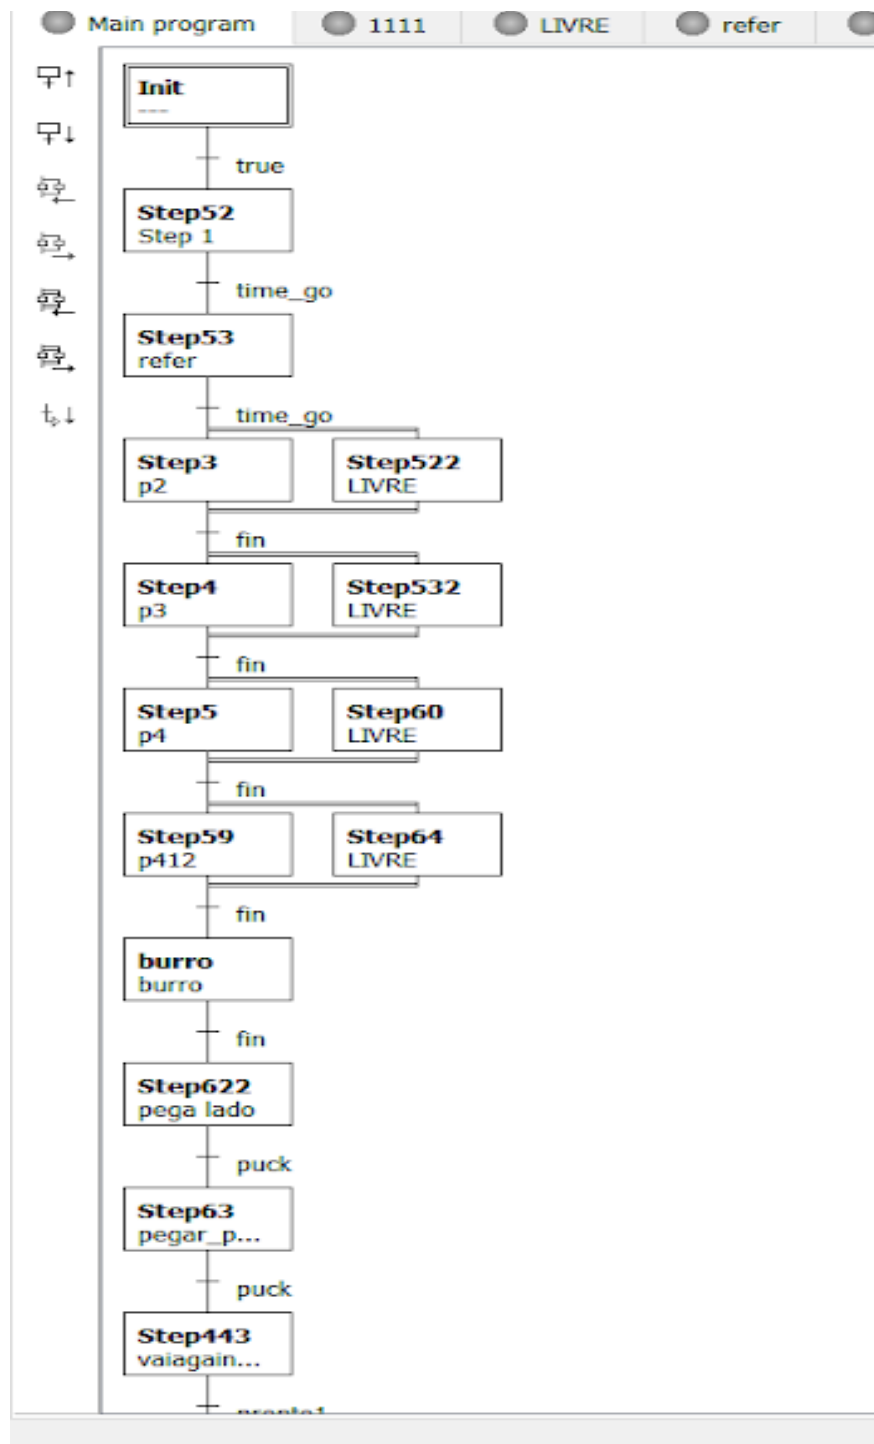 Main program 1111 LIVRE refer
Init
---
true
Step52
Step 1
time_go
Step53
refer
time_go
Step3 Step522
p2 LIVRE
fin
Step4 Step532
p3 LIVRE
fin
Step5 Step60
p4 LIVRE
fin
Step59 Step64
p412 LIVRE
fin
burro
burro
fin
Step622
pega lado
puck
Step63
pegar_p...
puck
Step443
vaiagain...